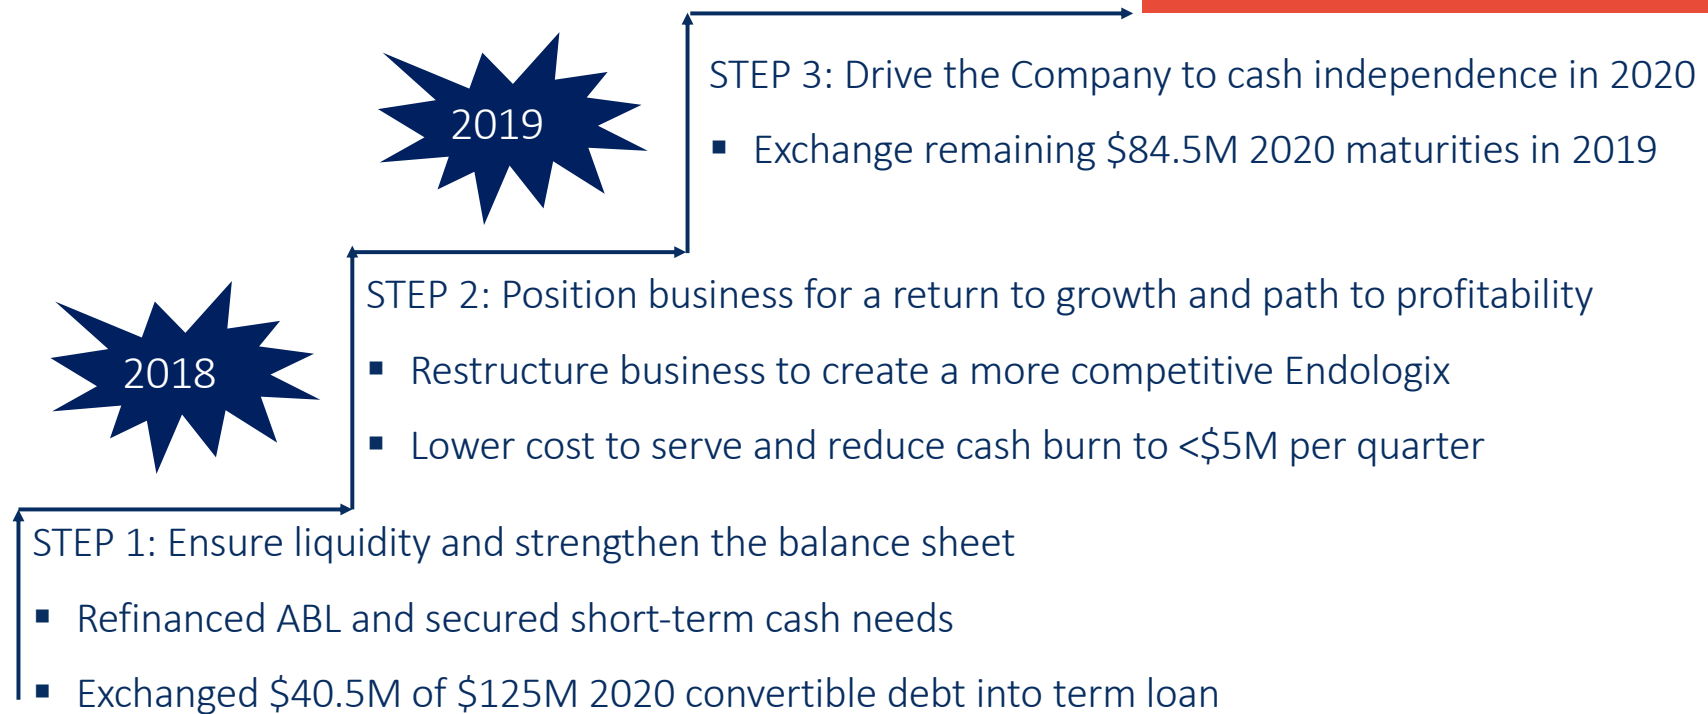 2019
STEP 3: Drive the Company to cash independence in 2020
▪ Exchange remaining $84.5M 2020 maturities in 2019
2018
STEP 2: Position business for a return to growth and path to profitability
▪ Restructure business to create a more competitive Endologix
▪ Lower cost to serve and reduce cash burn to <$5M per quarter
STEP 1: Ensure liquidity and strengthen the balance sheet
▪ Refinanced ABL and secured short-term cash needs
▪ Exchanged $40.5M of $125M 2020 convertible debt into term loan